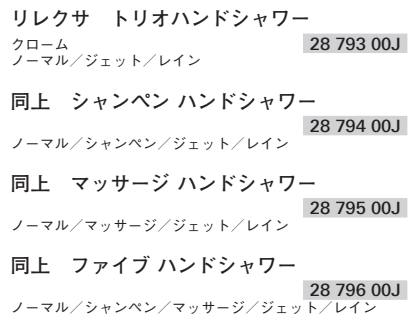 リレクサ　トリオハンドシャワー
クローム
28 793 00J
ノーマル／ジェット／レイン
同上　シャンペン ハンドシャワー
28 794 00J
ノーマル／シャンペン／ジェット／レイン
同上　マッサージ ハンドシャワー
28 795 00J
ノーマル／マッサージ／ジェット／レイン
同上　ファイブ ハンドシャワー
28 796 00J
ノーマル／シャンペン／マッサージ／ジェット／レイン